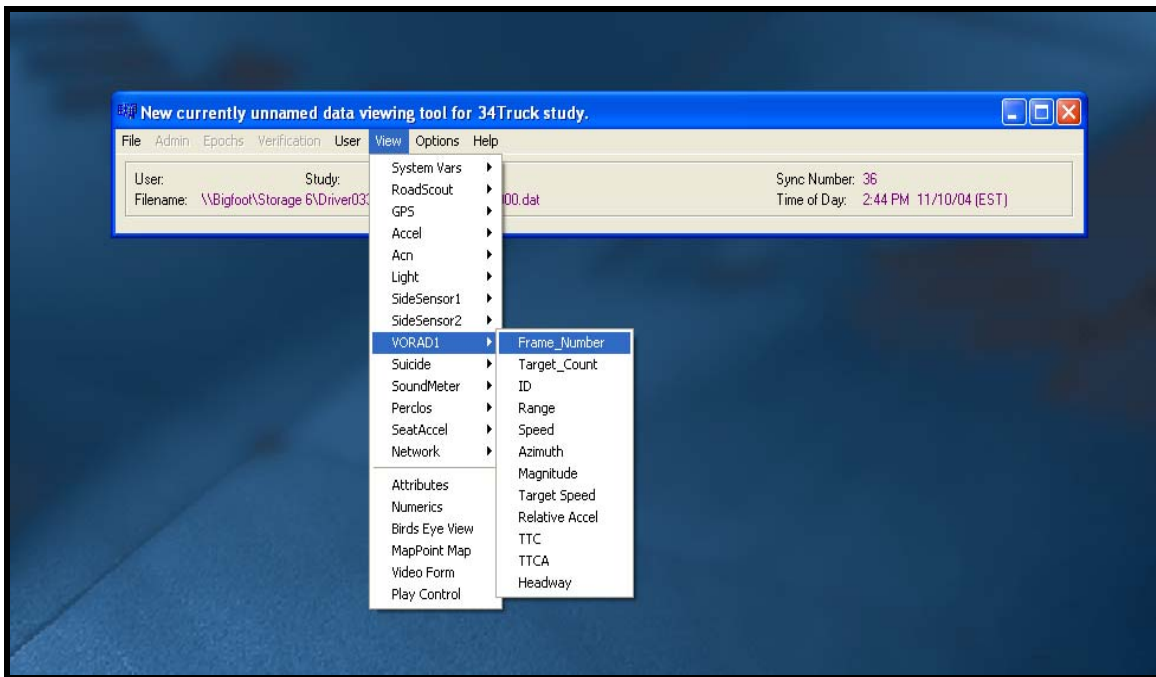 New currently unnamed data viewing tool for 34Truck study.
File Admin Epochs Verification User View Options Help
User: Study: Sync Number: 36
Filename: \\Bigfoot\Storage 6\Driver03 00.dat Time of Day: 2:44 PM 11/10/04 (EST)
System Vars
RoadScout
GPS
Accel
Acn
Light
SideSensor1
SideSensor2
VORAD1
Suicide
SoundMeter
Perclos
SeatAccel
Network
Attributes
Numerics
Birds Eye View
MapPoint Map
Video Form
Play Control
Frame_Number
Target_Count
ID
Range
Speed
Azimuth
Magnitude
Target Speed
Relative Accel
TTC
TTCA
Headway